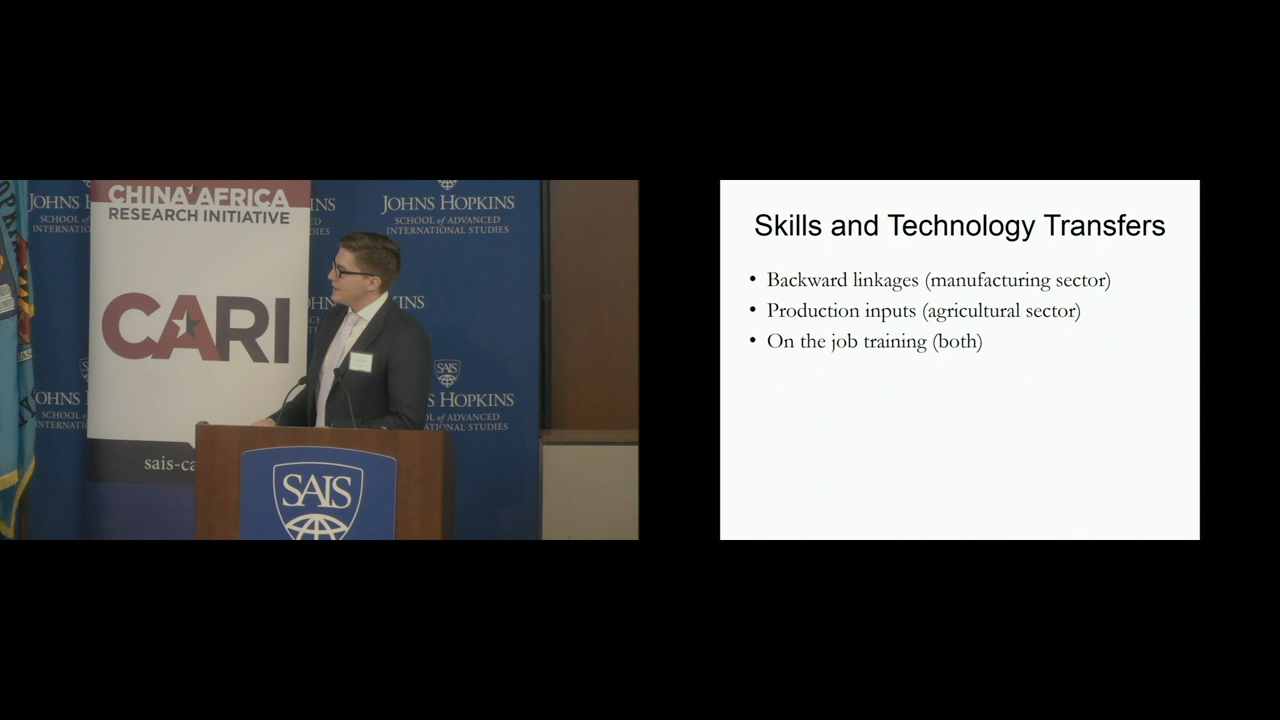 CHINA AFRICA
RESEARCH INITIATIVE
CARI
sais-ca
JOHNS HOPKINS
SCHOOL of ADVANCED
INTERNATIONAL STUDIES
SAIS
SAIS
Skills and Technology Transfers
• Backward linkages (manufacturing sector)
• Production inputs (agricultural sector)
• On the job training (both)